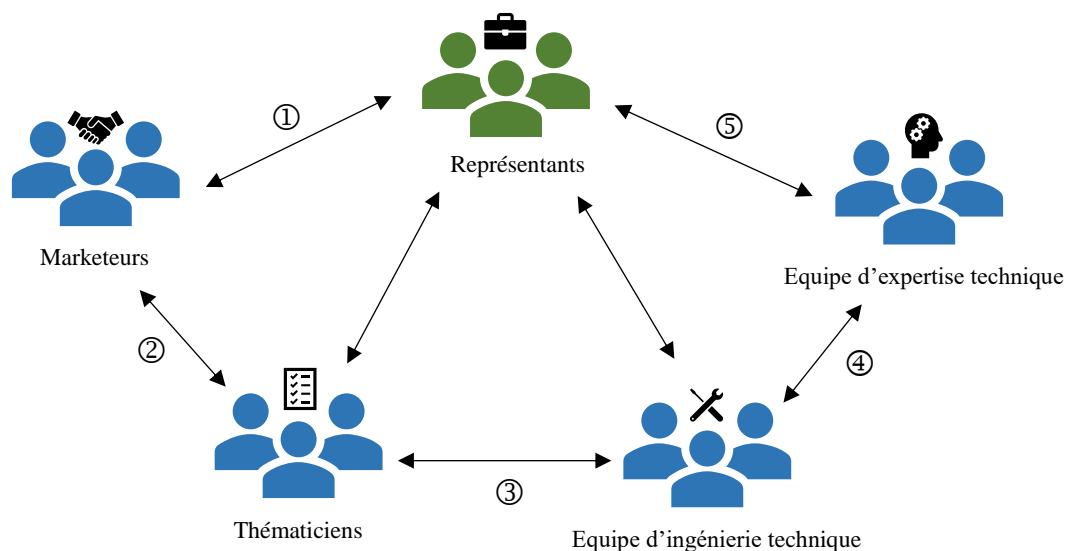 Représentants
①
⑤
Marketeurs
Equipe d’expertise technique
②
④
③
Thématiciens
Equipe d’ingénierie technique